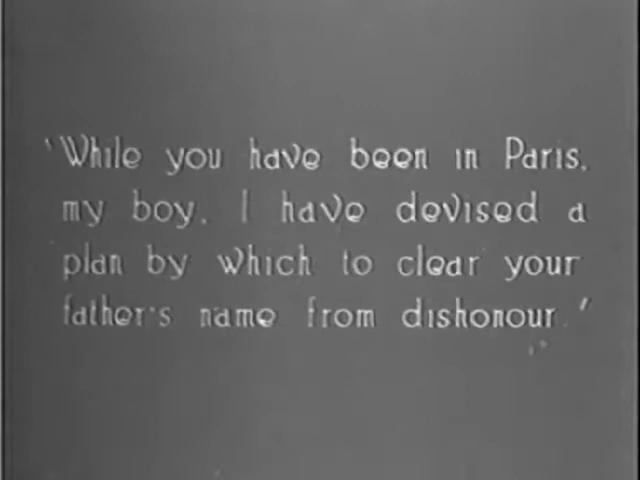 'While you have been in Paris,
my boy, I have devised a
plan by which to clear your
father's name from dishonour.'